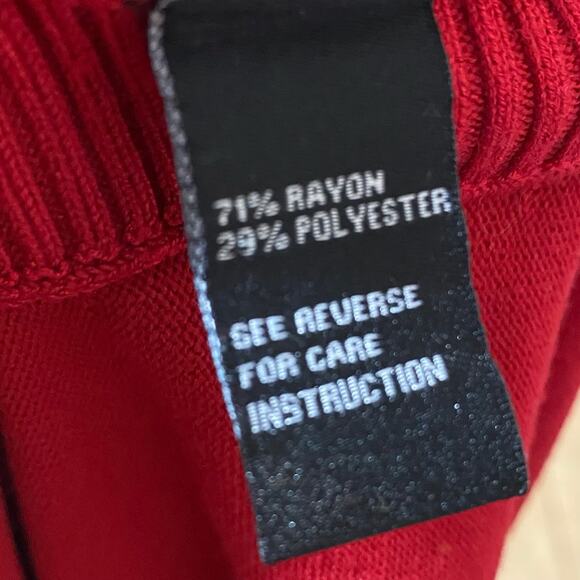 71% RAYON
29% POLYESTER
SEE REVERSE
FOR CARE
INSTRUCTION